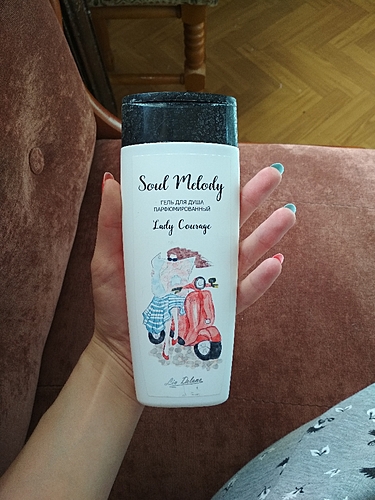 Soul Melody
ГЕЛЬ ДЛЯ ДУША
ПАРФЮМИРОВАННЫЙ
Lady Courage
Liv Delano